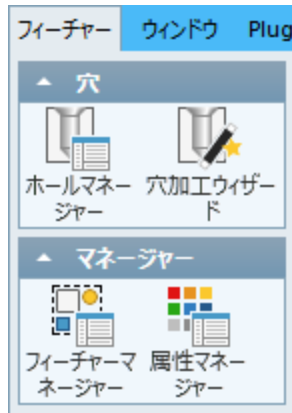 フィーチャー ウィンドウ Plug
穴
ホールマネー 穴加工ウィザー
ジャー ド
マネージャー
フィーチャーマ 属性マネー
ネージャー ジャー